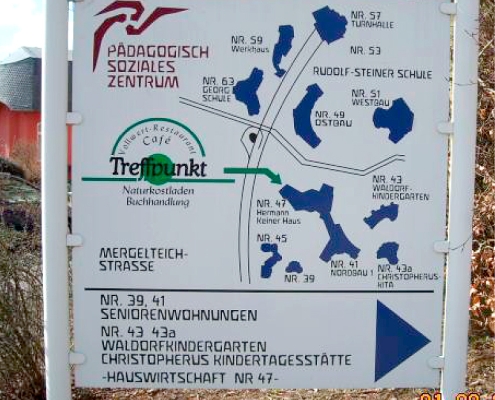 PÄDAGOGISCH
SOZIALES
ZENTRUM
NR. 59
Werkhaus
NR. 57
TURNHALLE
NR. 53
RUDOLF-STEINER SCHULE
NR. 63
GEORG
SCHULE
NR. 51
WESTBAU
NR. 49
OSTBAU
Vollwert-Restaurant
Café
Treffpunkt
Naturkostladen
Buchhandlung
NR. 43
WALDORF-
KINDERGARTEN
NR. 47
Hermann
Keiner Haus
NR. 45
NR. 39
NR. 41
NORDBAU 1
NR. 43a
CHRISTOPHERUS-
KITA
MERGELTEICH-
STRASSE
NR. 39, 41
SENIORENWOHNUNGEN
NR. 43 43a
WALDORFKINDERGARTEN
CHRISTOPHERUS KINDERTAGESSTÄTTE
-HAUSWIRTSCHAFT NR 47-